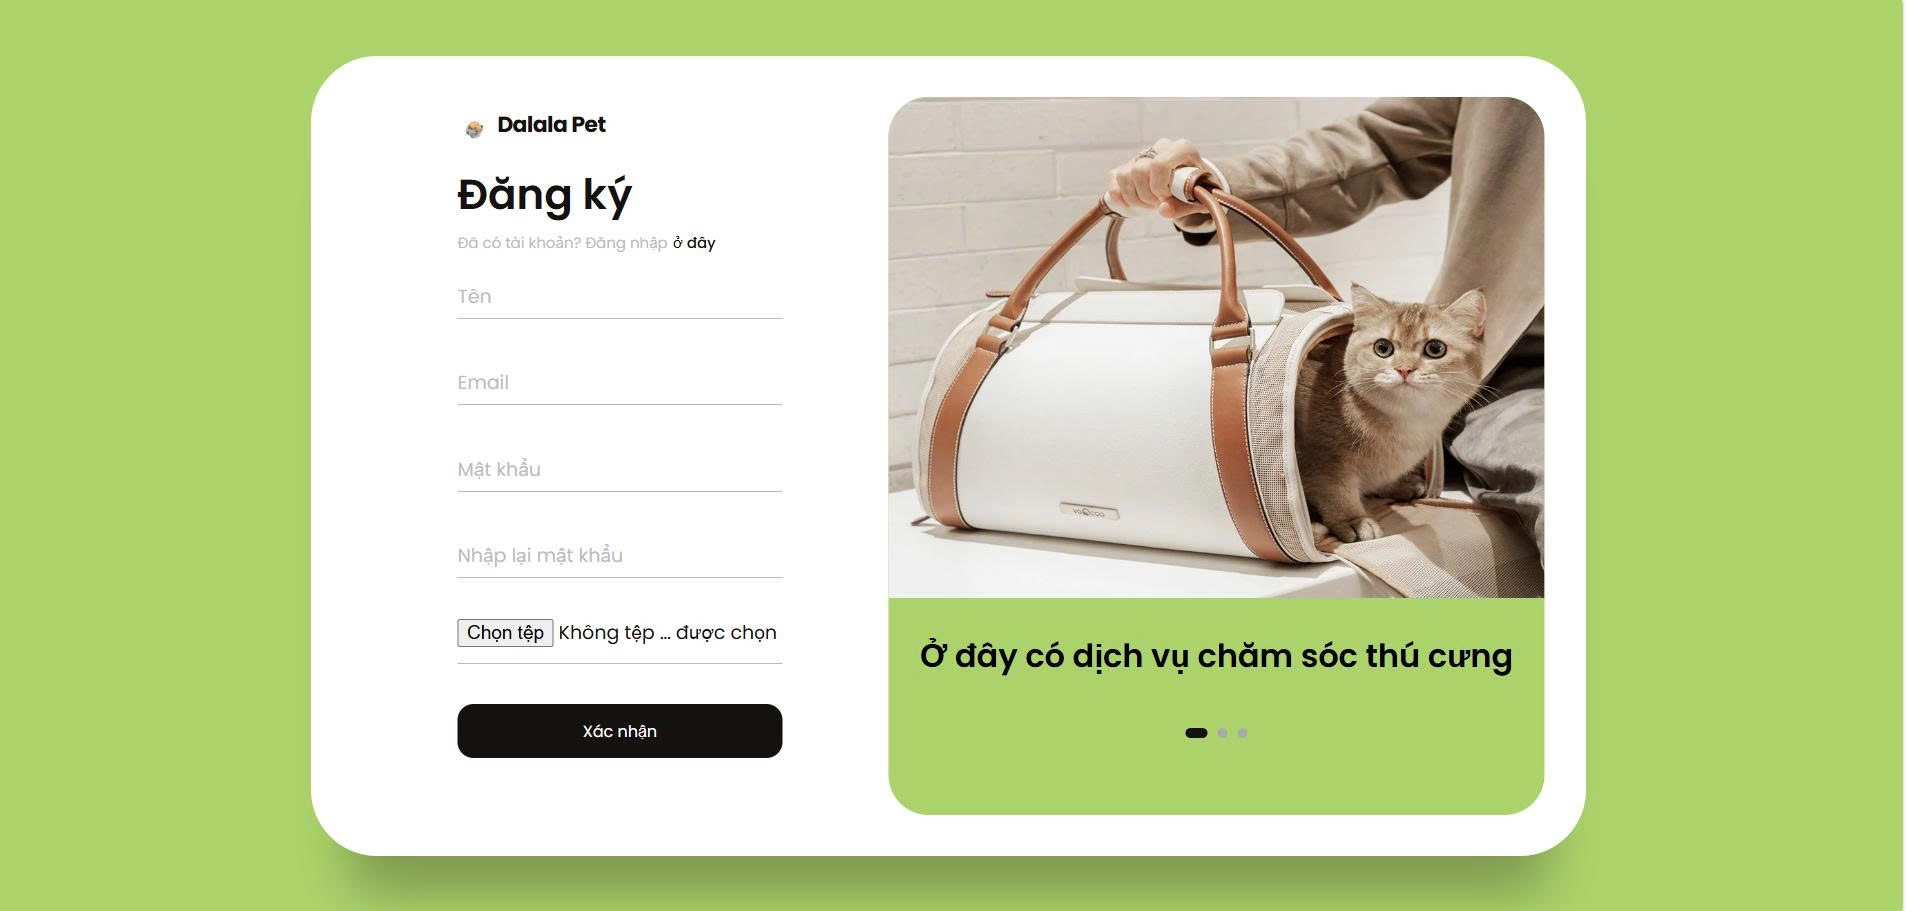 Dalala Pet
Đăng ký
Đã có tài khoản? Đăng nhập ở đây
Tên
Email
Mật khẩu
Nhập lại mật khẩu
Chọn tệp Không tệp ... được chọn
Xác nhận
Ở đây có dịch vụ chăm sóc thú cưng